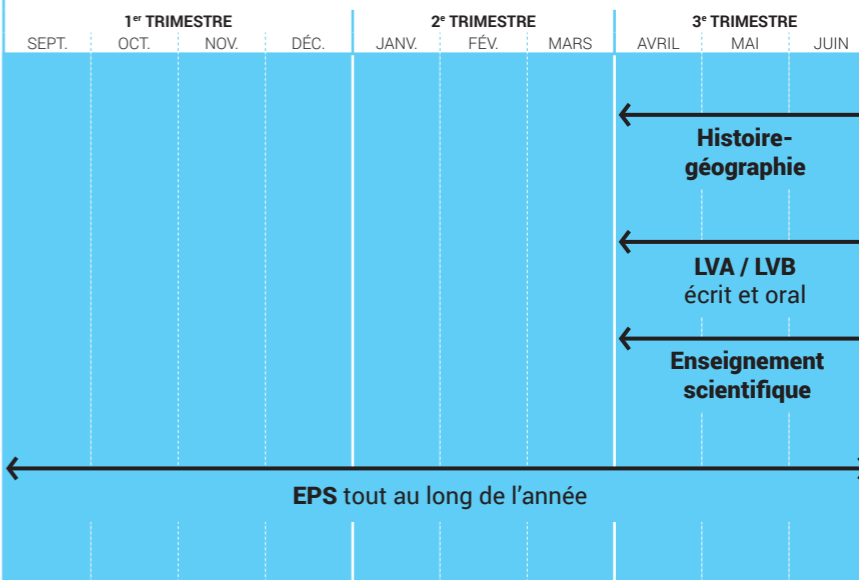 1er TRIMESTRE 2e TRIMESTRE 3e TRIMESTRE
SEPT. OCT. NOV. DÉC. JANV. FÉV. MARS AVRIL MAI JUIN
Histoire-
géographie
LVA / LVB
écrit et oral
Enseignement
scientifique
EPS tout au long de l’année